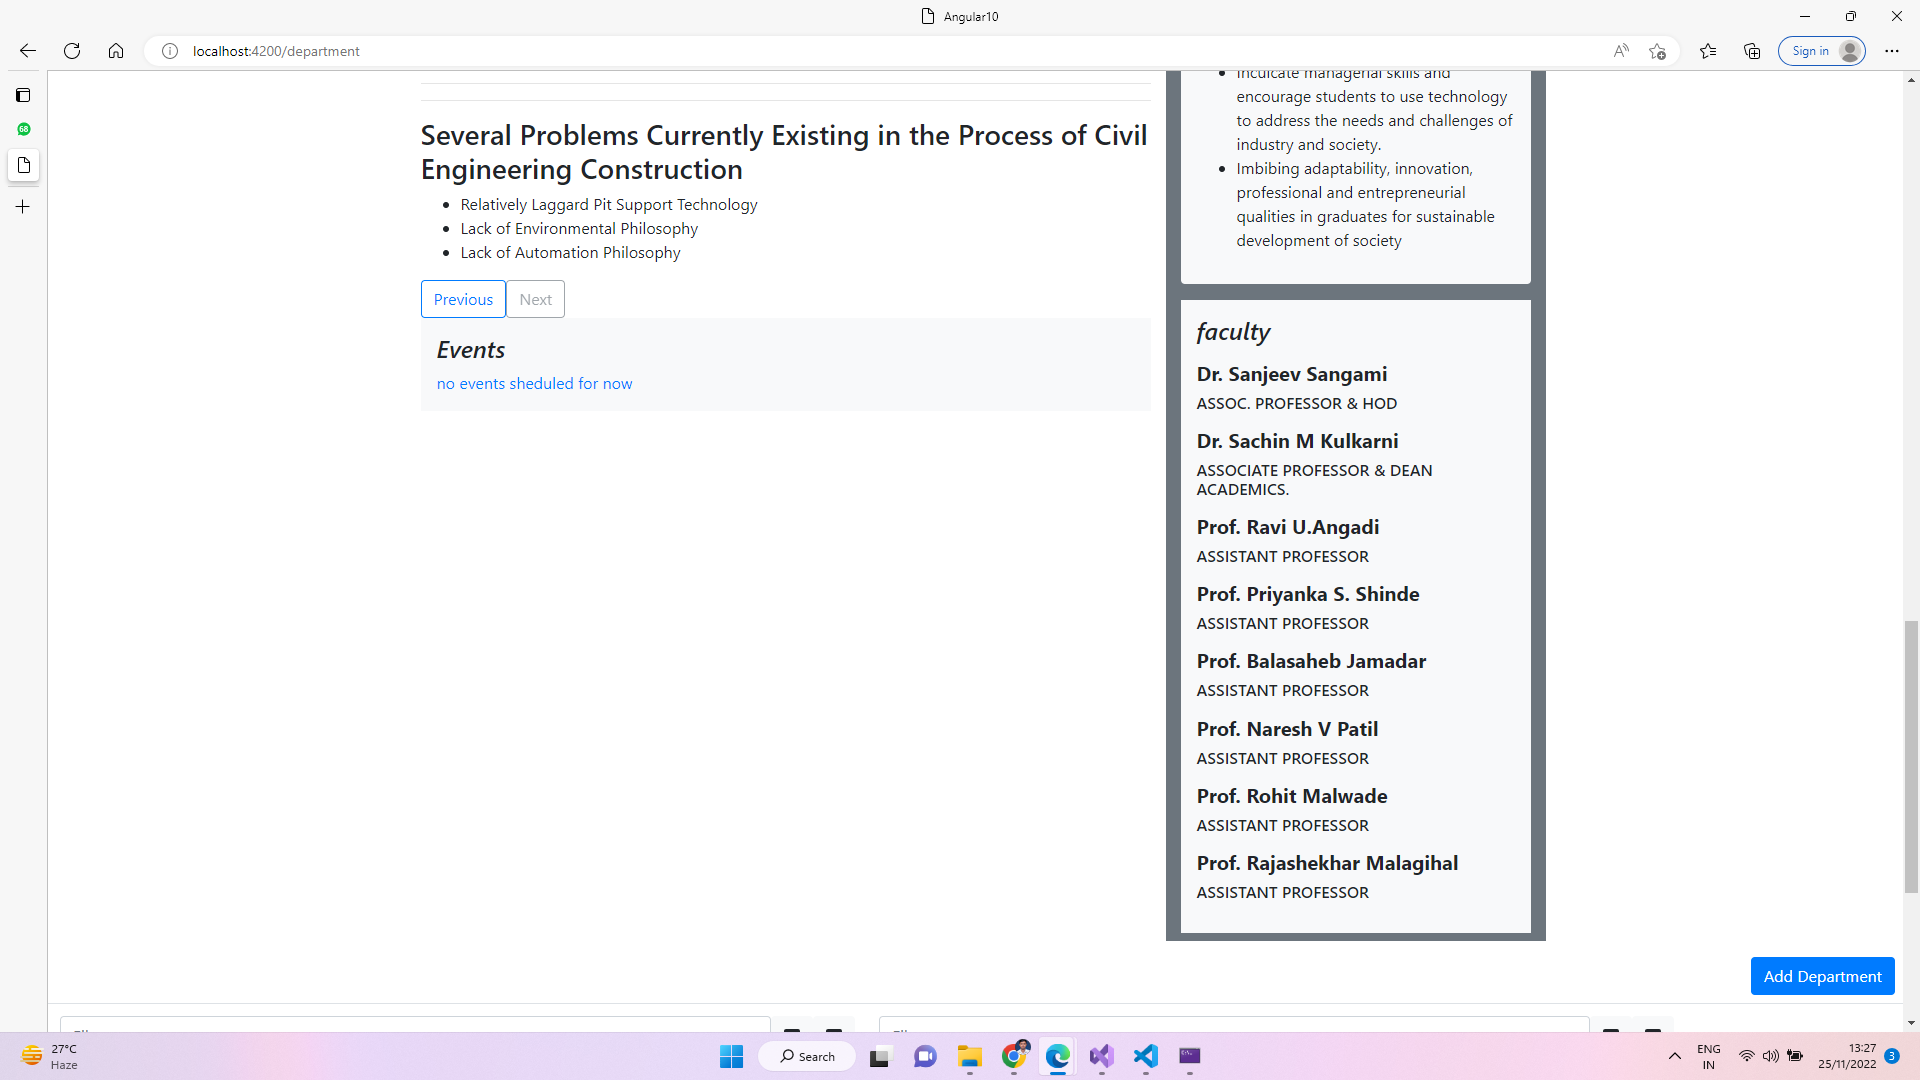 Angular10
localhost:4200/department
Sign in
68
Several Problems Currently Existing in the Process of Civil
Engineering Construction
Relatively Laggard Pit Support Technology
Lack of Environmental Philosophy
Lack of Automation Philosophy
Previous
Next
Events
no events sheduled for now
Inculcate managerial skills and
encourage students to use technology
to address the needs and challenges of
industry and society.
Imbibing adaptability, innovation,
professional and entrepreneurial
qualities in graduates for sustainable
development of society
faculty
Dr. Sanjeev Sangami
ASSOC. PROFESSOR & HOD
Dr. Sachin M Kulkarni
ASSOCIATE PROFESSOR & DEAN
ACADEMICS.
Prof. Ravi U.Angadi
ASSISTANT PROFESSOR
Prof. Priyanka S. Shinde
ASSISTANT PROFESSOR
Prof. Balasaheb Jamadar
ASSISTANT PROFESSOR
Prof. Naresh V Patil
ASSISTANT PROFESSOR
Prof. Rohit Malwade
ASSISTANT PROFESSOR
Prof. Rajashekhar Malagihal
ASSISTANT PROFESSOR
Add Department
27°C
Haze
Search
ENG
IN
13:27
25/11/2022
3